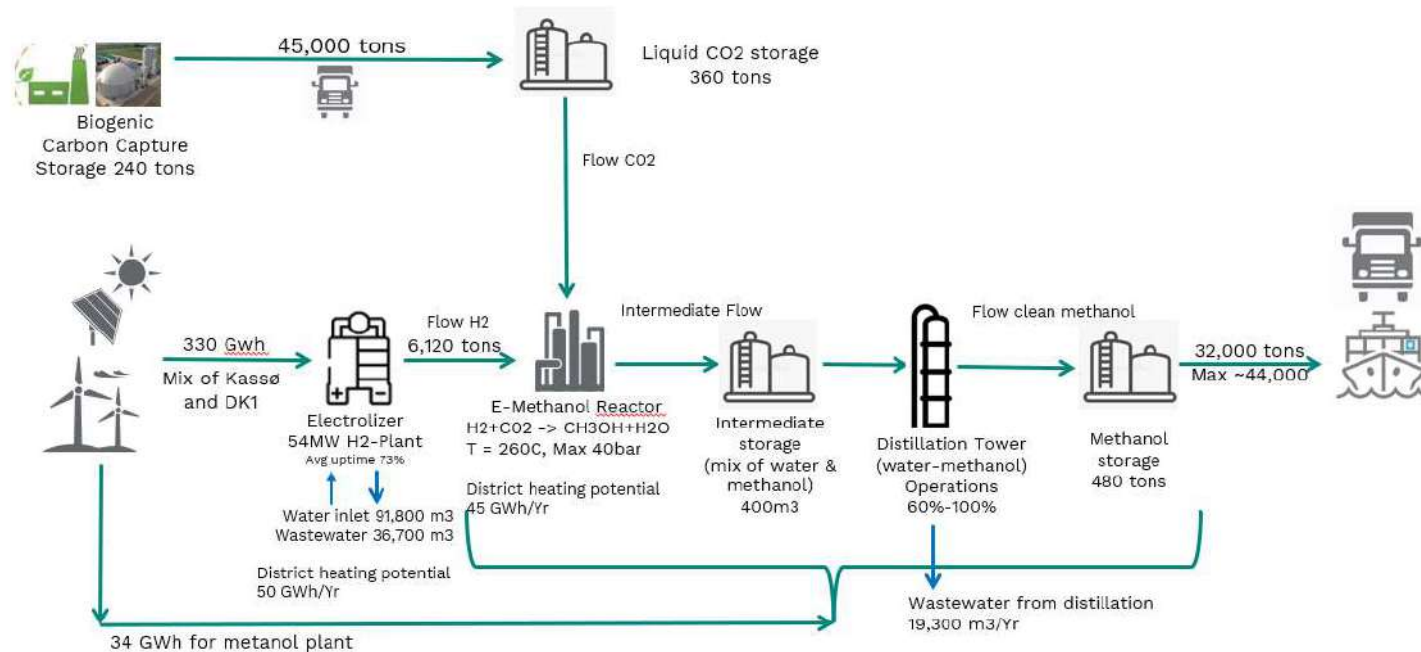 45,000 tons
Liquid CO2 storage
360 tons
Biogenic
Carbon Capture
Storage 240 tons
Flow CO2
330 Gwh
Mix of Kassø
and DK1
Electrolizer
54MW H2-Plant
Avg uptime 73%
Water inlet 91,800 m3
Wastewater 36,700 m3
District heating potential
50 GWh/Yr
Flow H2
6,120 tons
E-Methanol Reactor
H2+CO2 -> CH3OH+H2O
T = 260C, Max 40bar
District heating potential
45 GWh/Yr
Intermediate Flow
Intermediate
storage
(mix of water &
methanol)
400m3
Distillation Tower
(water-methanol)
Operations
60%-100%
Wastewater from distillation
19,300 m3/Yr
Flow clean methanol
Methanol
storage
480 tons
32,000 tons
Max ~44,000
34 GWh for metanol plant